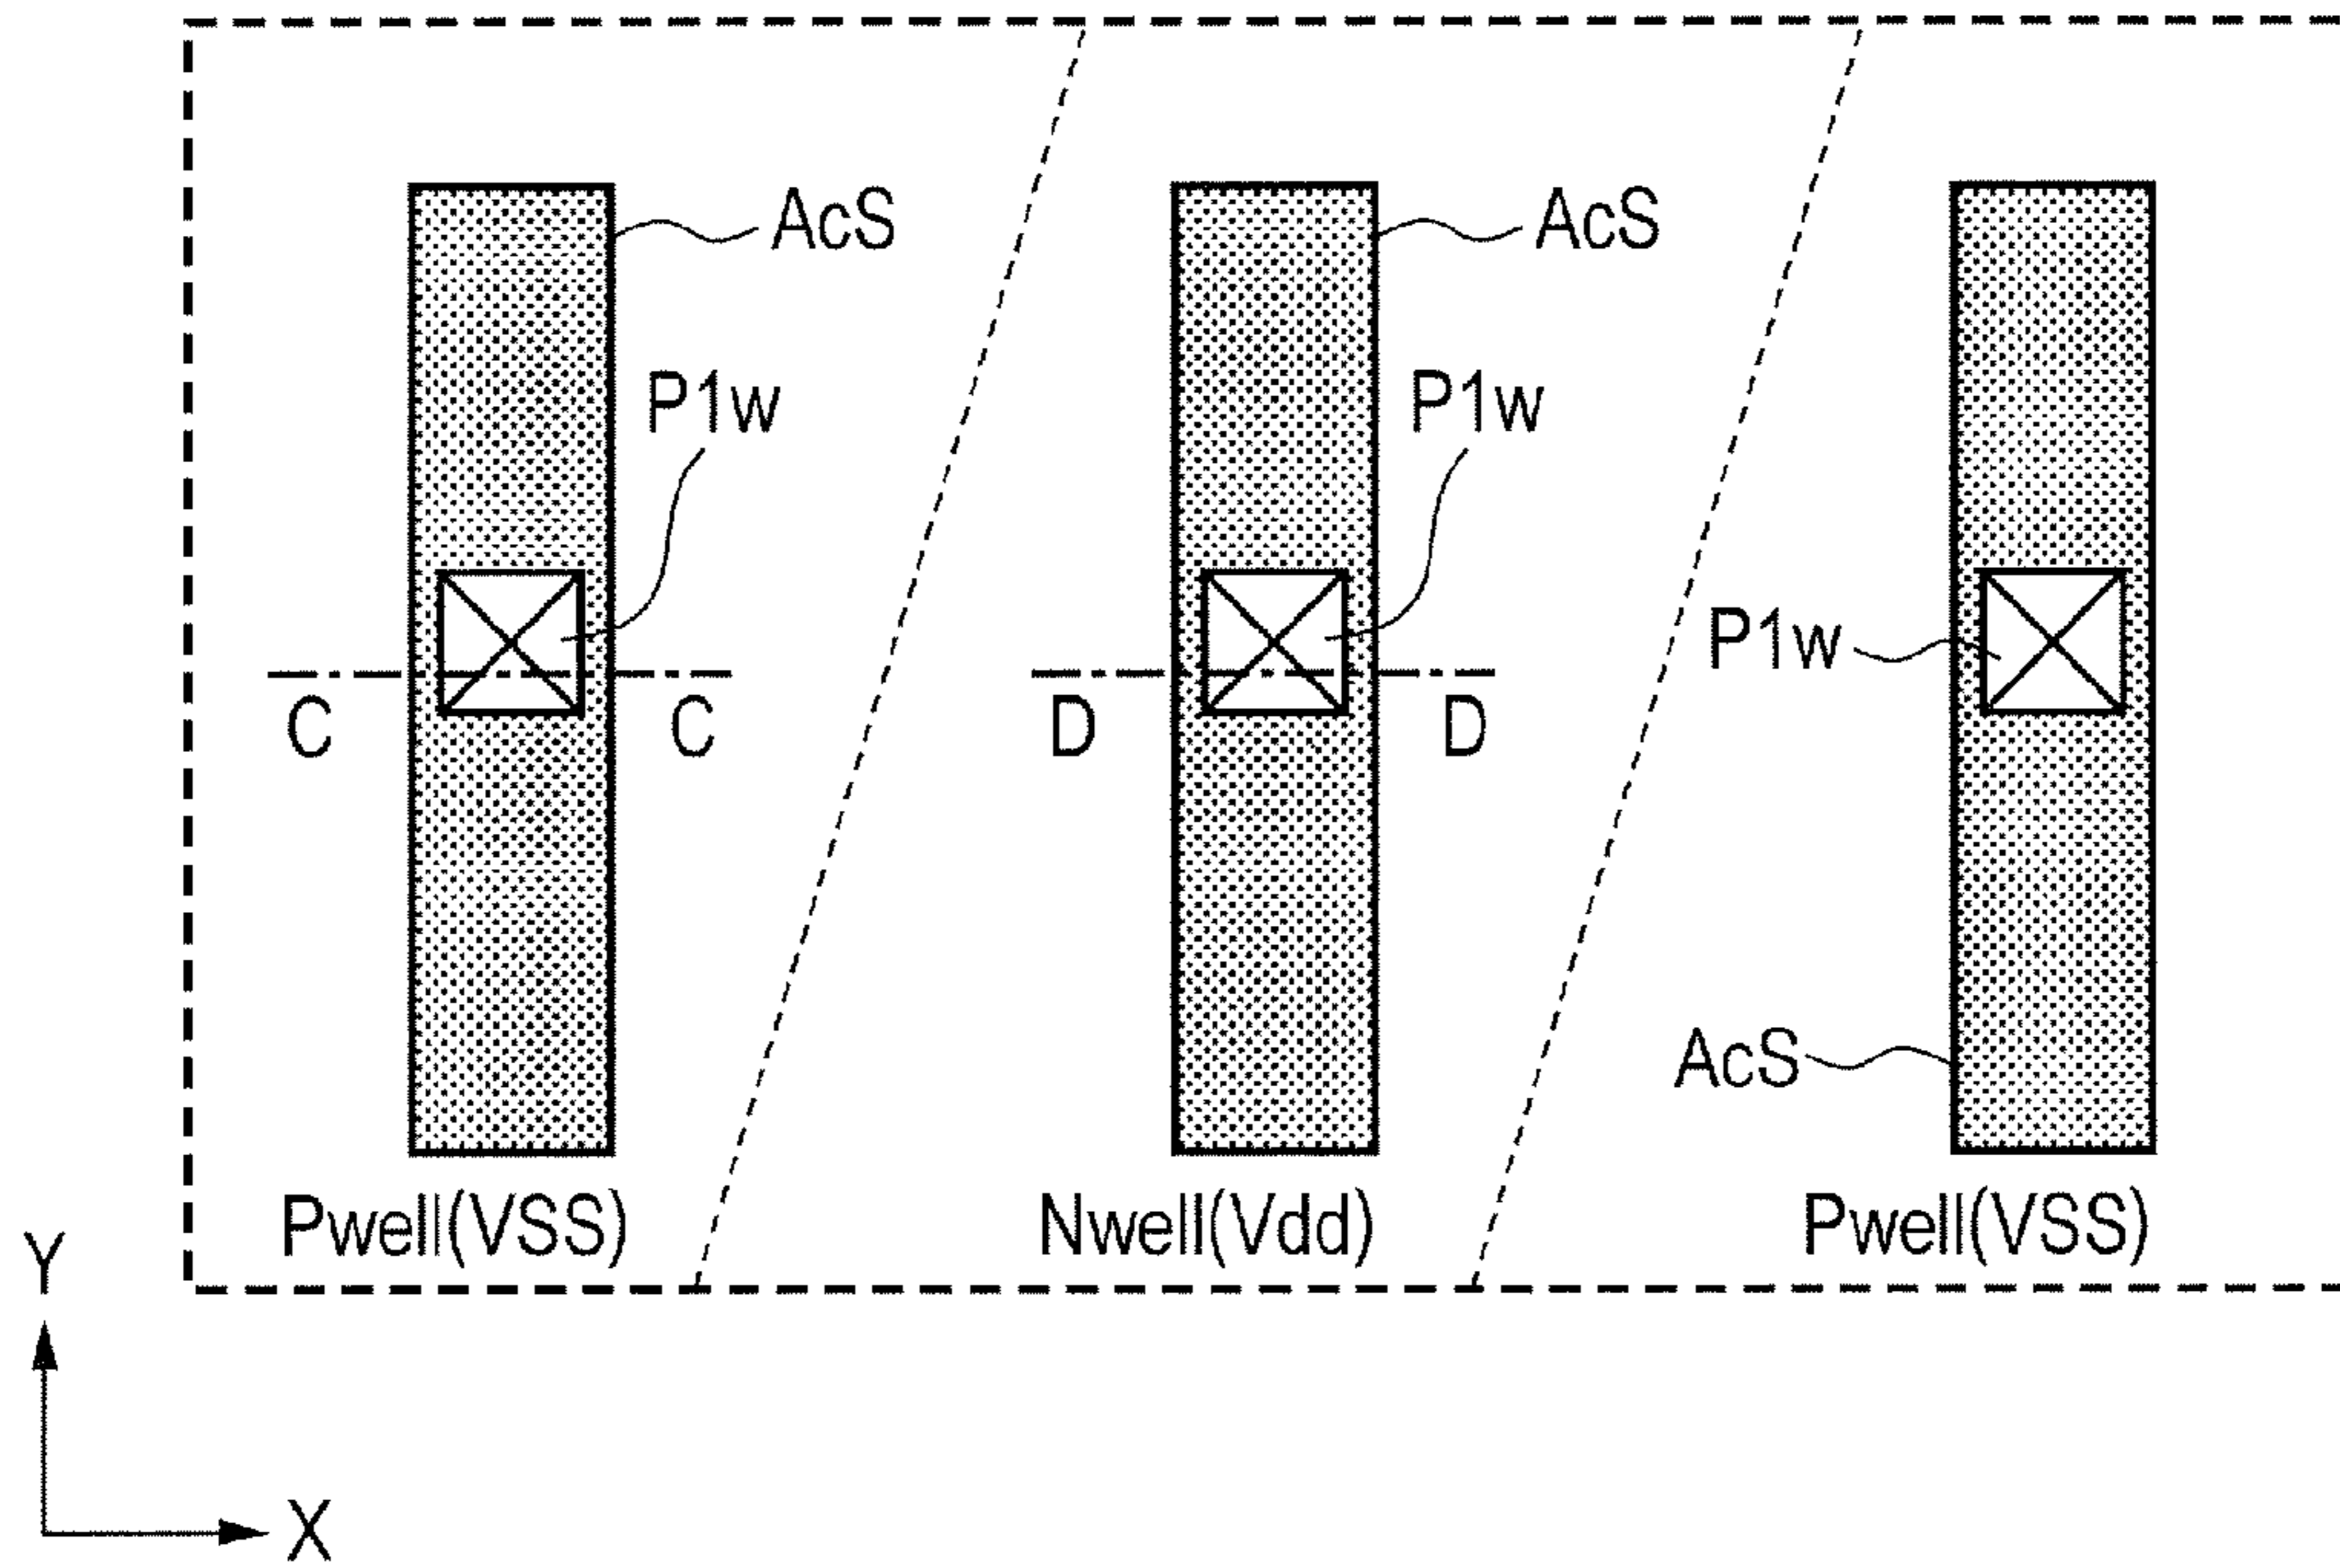 AcS
AcS
P1w
P1w
P1w
C
C
D
D
AcS
Pwell(VSS)
Nwell(Vdd)
Pwell(VSS)
Y
X